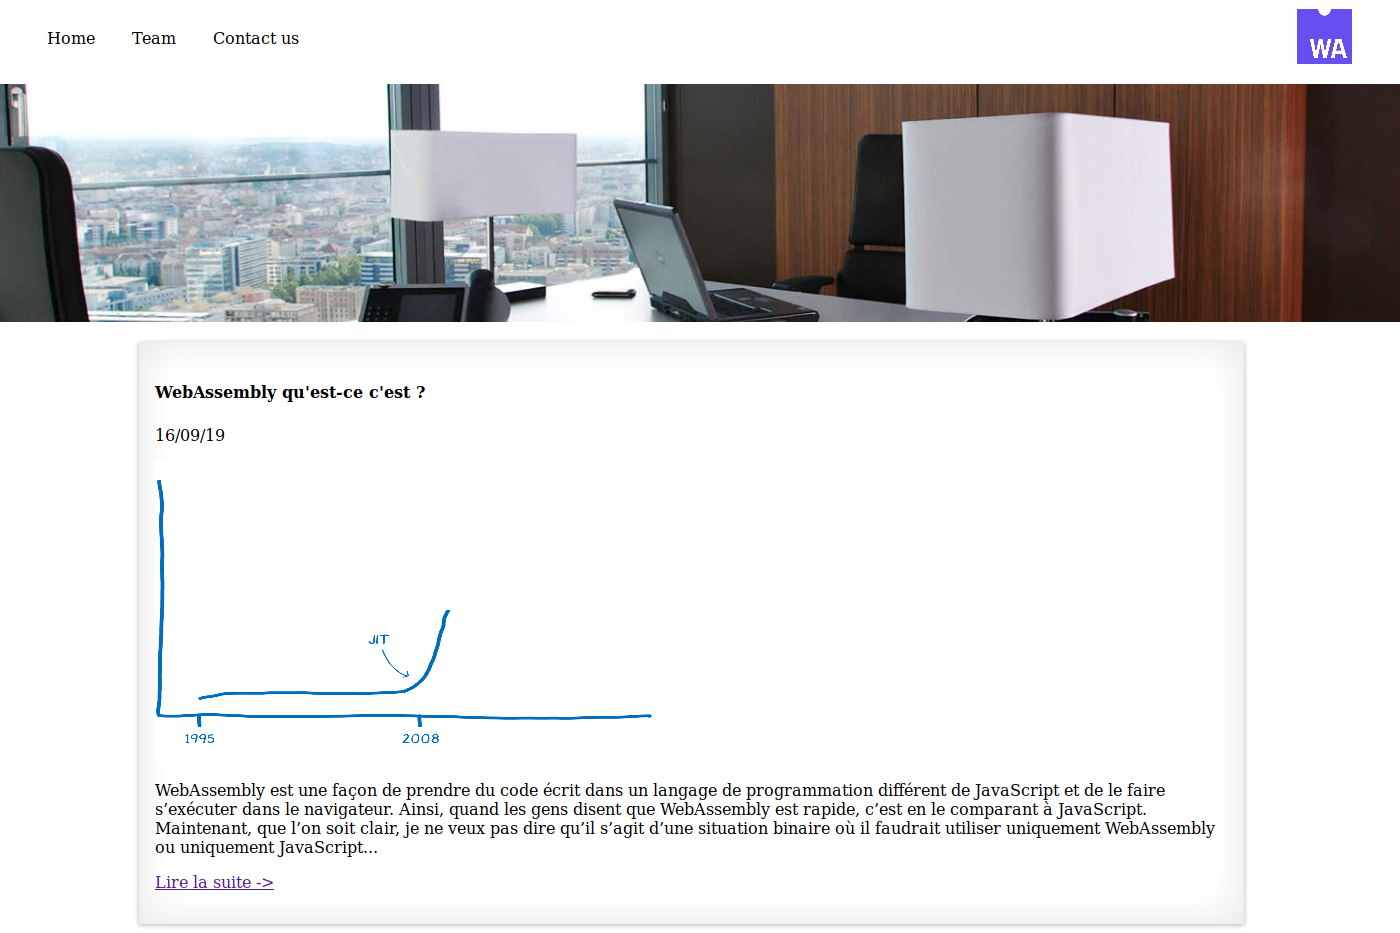 Home Team Contact us
WA
WebAssembly qu'est-ce c'est ?
16/09/19
JIT
1995 2008
WebAssembly est une façon de prendre du code écrit dans un langage de programmation différent de JavaScript et de le faire
s’exécuter dans le navigateur. Ainsi, quand les gens disent que WebAssembly est rapide, c’est en le comparant à JavaScript.
Maintenant, que l’on soit clair, je ne veux pas dire qu’il s’agit d’une situation binaire où il faudrait utiliser uniquement WebAssembly
ou uniquement JavaScript...
Lire la suite ->